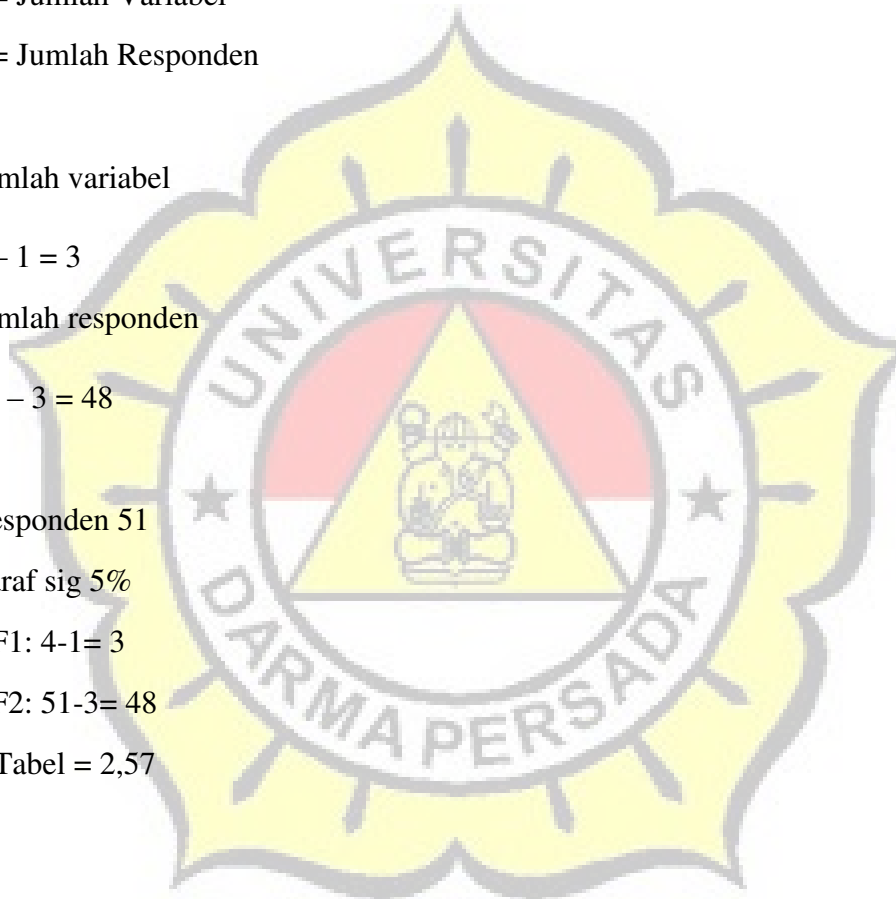 = Jumlah Variabel
= Jumlah Responden
mlah variabel
– 1 = 3
mlah responden
– 3 = 48
esponden 51
araf sig 5%
F1: 4-1= 3
F2: 51-3= 48
Tabel = 2,57
UNIVERSITAS
DARMA PERSADA